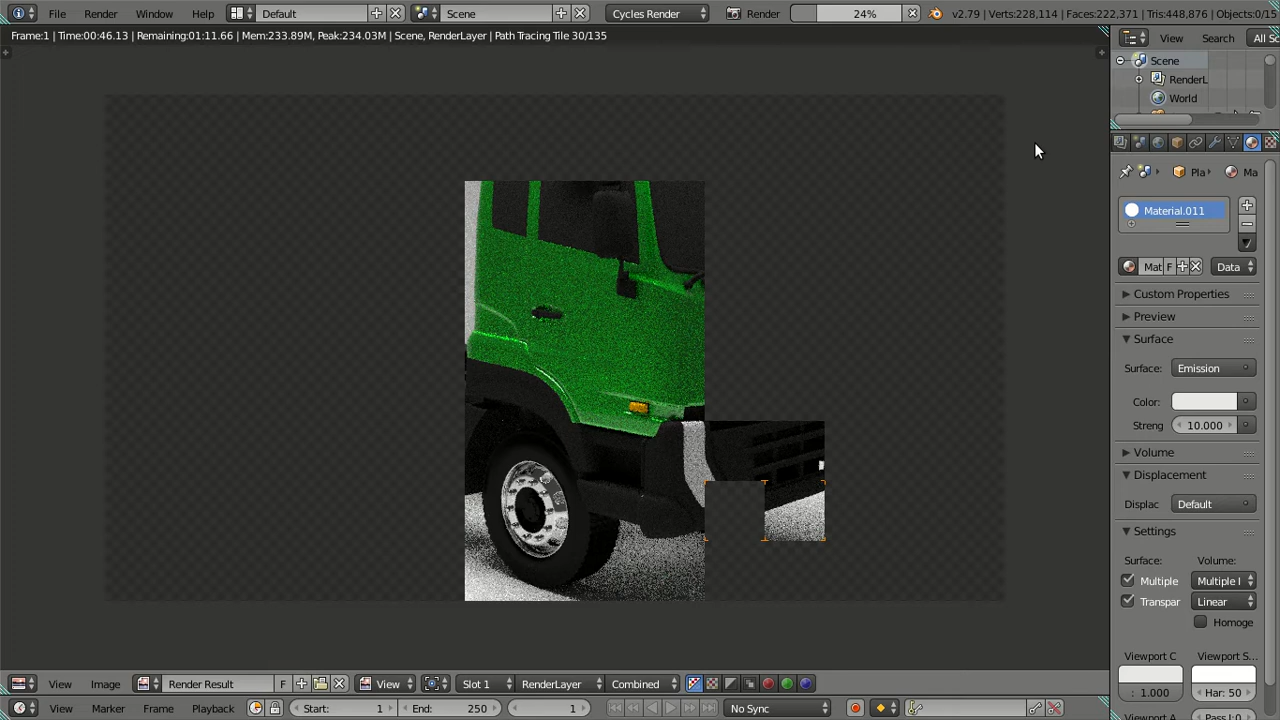 File Render Window Help Default Scene Cycles Render Render 24% v2.79 | Verts:228,114 | Faces:222,371 | Tris:448,876 | Objects:0/15
Frame:1 | Time:00:46.13 | Remaining:01:11.66 | Mem:233.89M, Peak:234.03M | Scene, RenderLayer | Path Tracing Tile 30/135
View Search All Sc
Scene
RenderL
World
Pla Ma
Material.011
Mat F Data
Custom Properties
Preview
Surface
Surface: Emission
Color:
Streng 10.000
Volume
Displacement
Displac Default
Settings
Surface: Volume:
Multiple Multiple I
Transpar Linear
Homoge
Viewport C Viewport S...
: 1.000 Har: 50
View Image Render Result F View Slot 1 RenderLayer Combined
View Marker Frame Playback Start: 1 End: 250 1 No Sync
Viewport A Pass I:0